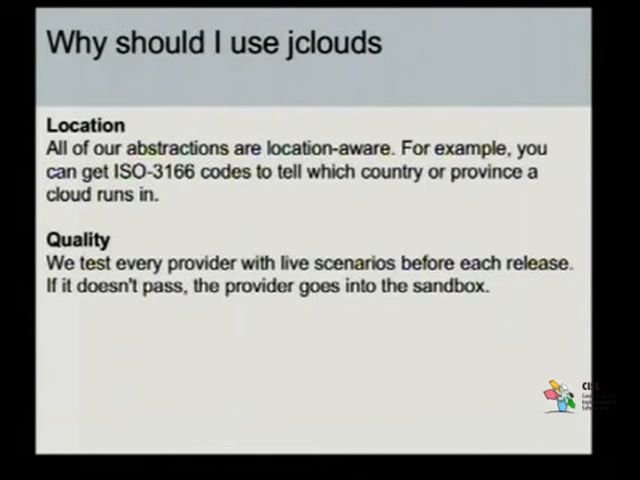 Why should I use jclouds
Location
All of our abstractions are location-aware. For example, you
can get ISO-3166 codes to tell which country or province a
cloud runs in.
Quality
We test every provider with live scenarios before each release.
If it doesn't pass, the provider goes into the sandbox.